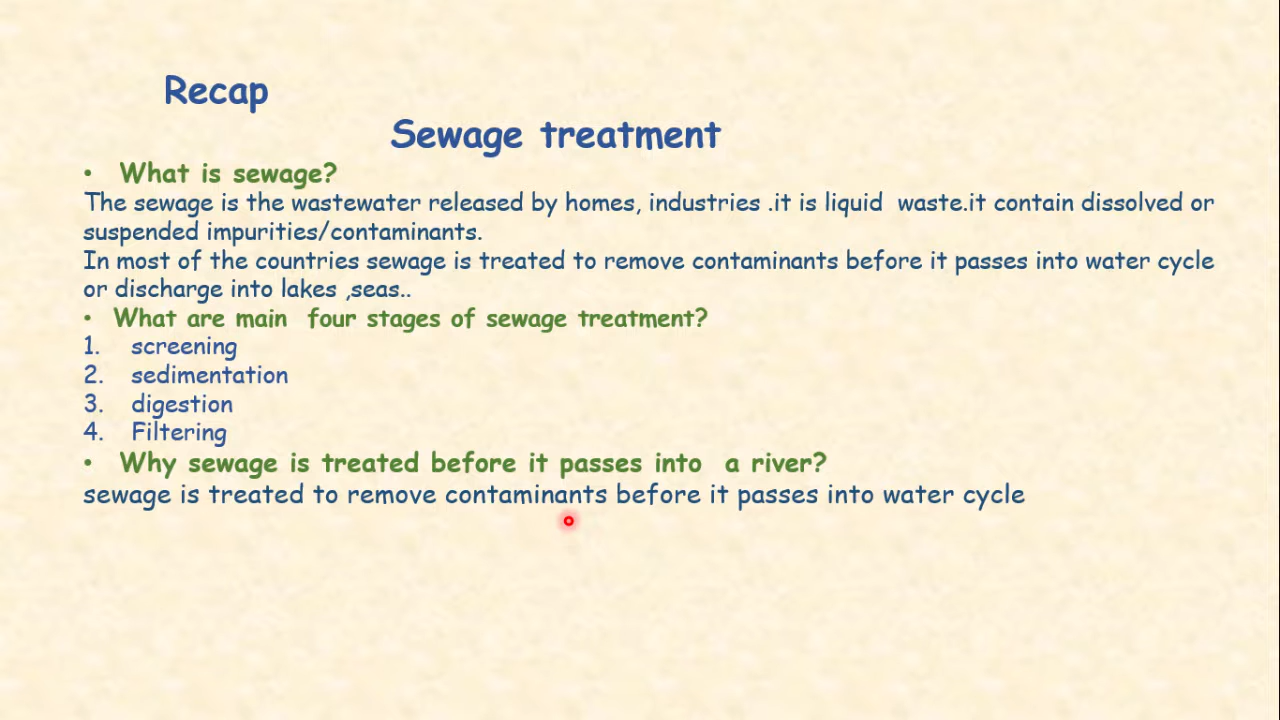 Recap
Sewage treatment
• What is sewage?
The sewage is the wastewater released by homes, industries .it is liquid  waste.it contain dissolved or
suspended impurities/contaminants.
In most of the countries sewage is treated to remove contaminants before it passes into water cycle
or discharge into lakes ,seas..
• What are main  four stages of sewage treatment?
1. screening
2. sedimentation
3. digestion
4. Filtering
• Why sewage is treated before it passes into  a river?
sewage is treated to remove contaminants before it passes into water cycle